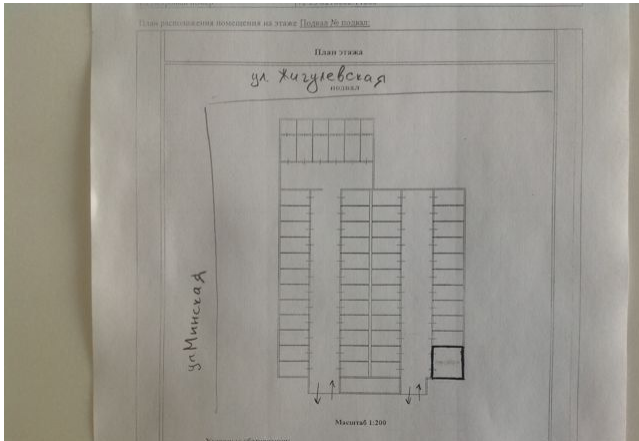 План расположения помещения на этаже Подвал № подвал:
План этажа
ул Жигулевская
подвал
ул Минская
Масштаб 1:200